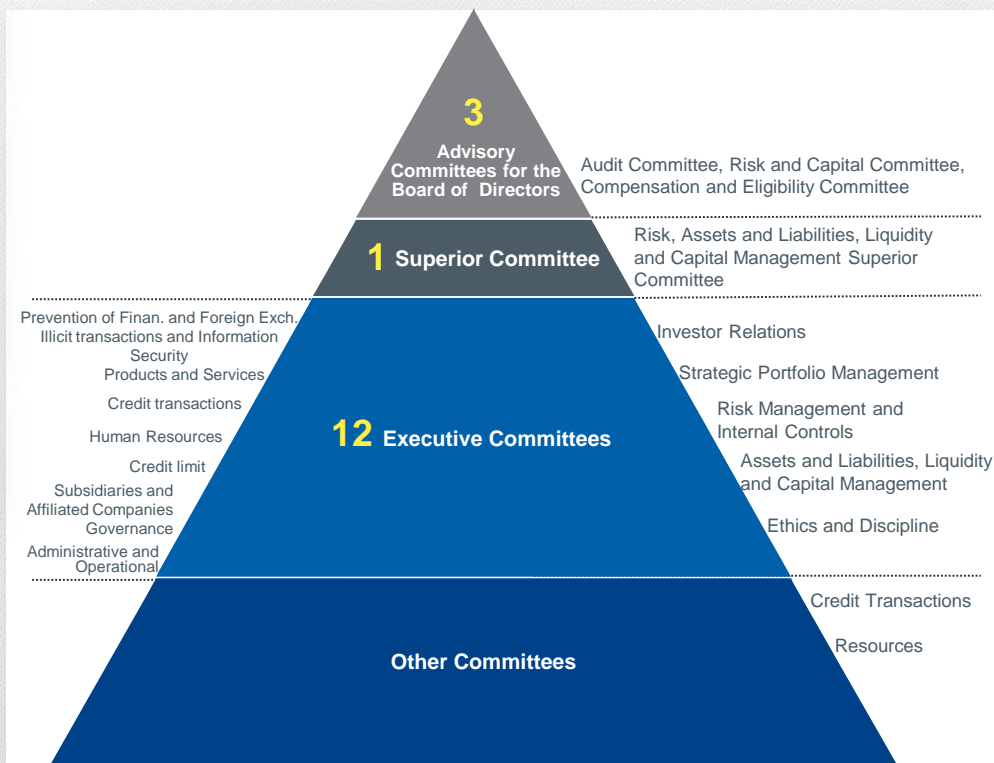 3
Advisory
Committees for the
Board of Directors
Audit Committee, Risk and Capital Committee,
Compensation and Eligibility Committee
1 Superior Committee
Risk, Assets and Liabilities, Liquidity
and Capital Management Superior
Committee
Prevention of Finan. and Foreign Exch.
Illicit transactions and Information
Security
Products and Services
Credit transactions
Human Resources
Credit limit
Subsidiaries and
Affiliated Companies
Governance
Administrative and
Operational
12 Executive Committees
Investor Relations
Strategic Portfolio Management
Risk Management and
Internal Controls
Assets and Liabilities, Liquidity
and Capital Management
Ethics and Discipline
Other Committees
Credit Transactions
Resources